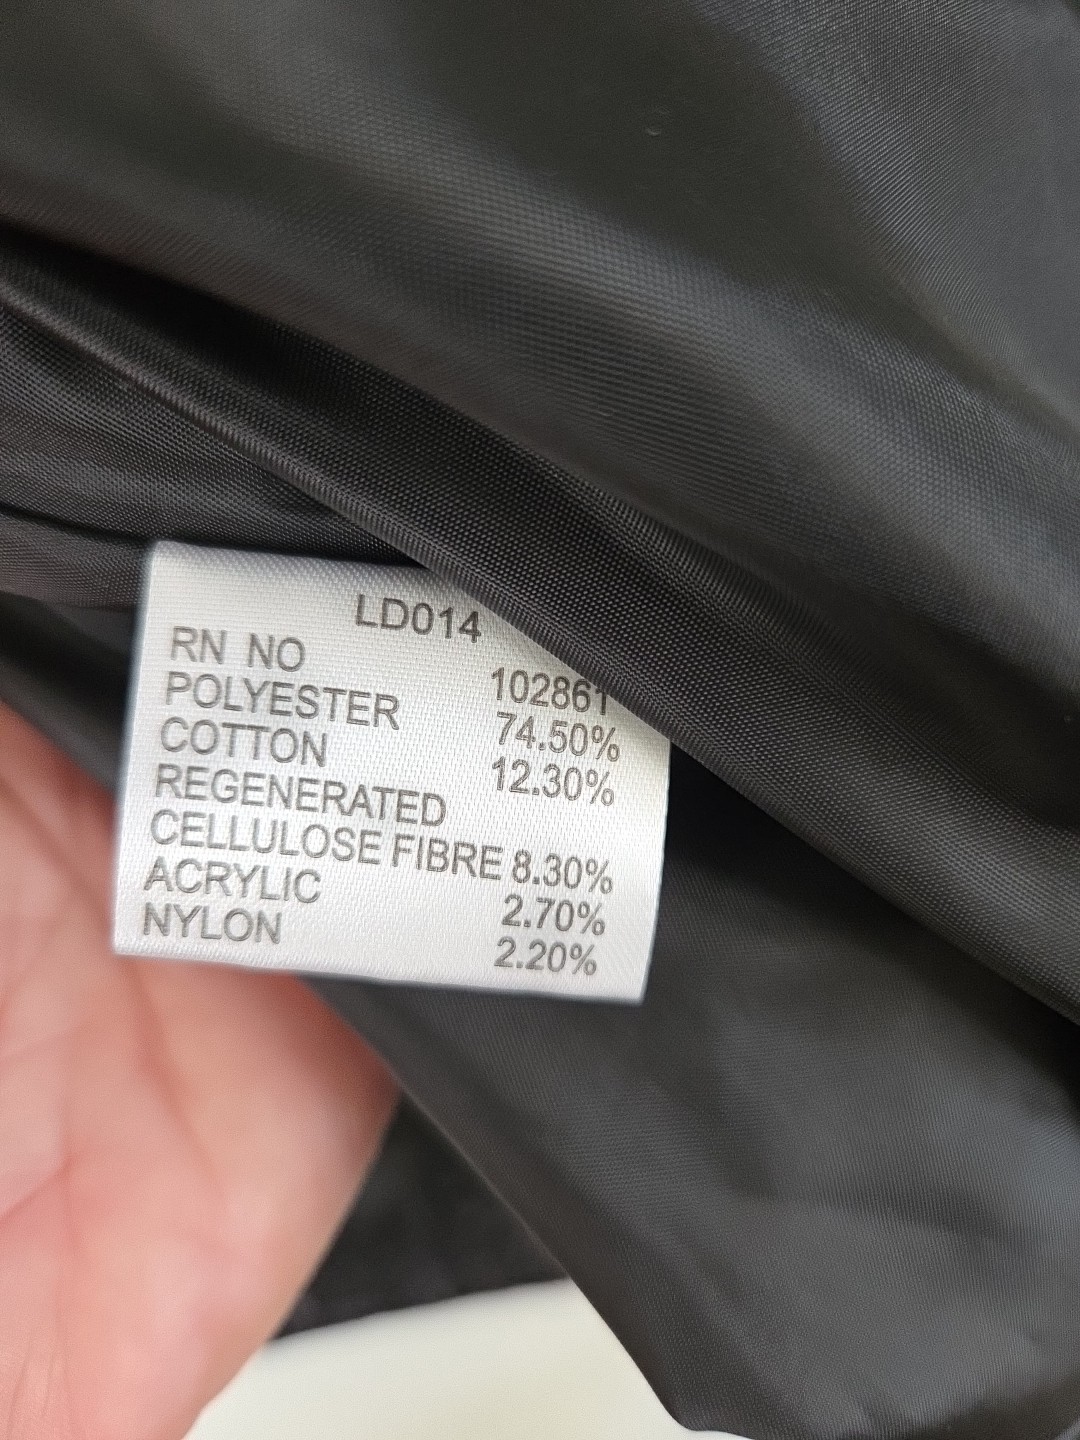 LD014
RN NO 102861
POLYESTER 74.50%
COTTON 12.30%
REGENERATED
CELLULOSE FIBRE 8.30%
ACRYLIC 2.70%
NYLON 2.20%